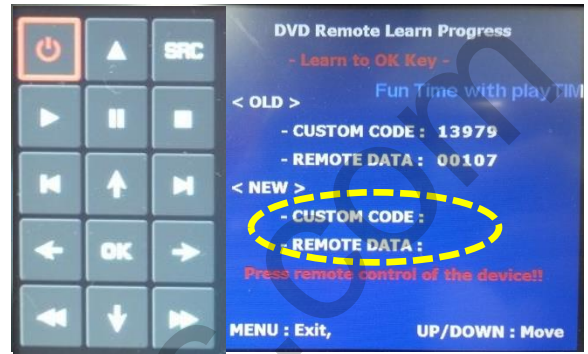 SRC
OK
DVD Remote Learn Progress
- Learn to OK Key -
Fun Time with play TIM
< OLD >
- CUSTOM CODE : 13979
- REMOTE DATA : 00107
< NEW >
- CUSTOM CODE :
- REMOTE DATA :
Press remote control of the device!!
MENU : Exit, UP/DOWN : Move